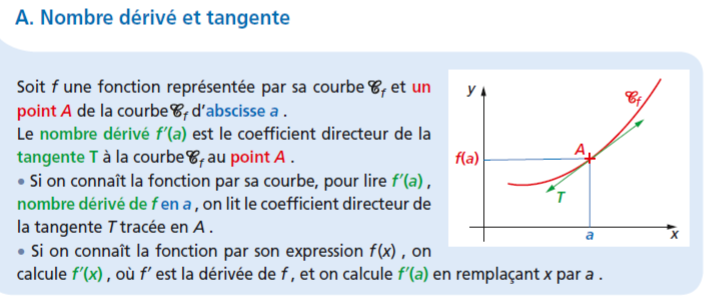 A. Nombre dérivé et tangente
Soit f une fonction représentée par sa courbe 𝒞f et un
point A de la courbe 𝒞f d'abscisse a .
Le nombre dérivé f′(a) est le coefficient directeur de la
tangente T à la courbe 𝒞f au point A .
• Si on connaît la fonction par sa courbe, pour lire f′(a) ,
nombre dérivé de f en a , on lit le coefficient directeur de
la tangente T tracée en A .
• Si on connaît la fonction par son expression f(x) , on
calcule f′(x) , où f′ est la dérivée de f , et on calcule f′(a) en remplaçant x par a .
y
𝒞f
A
f(a)
T
a
x